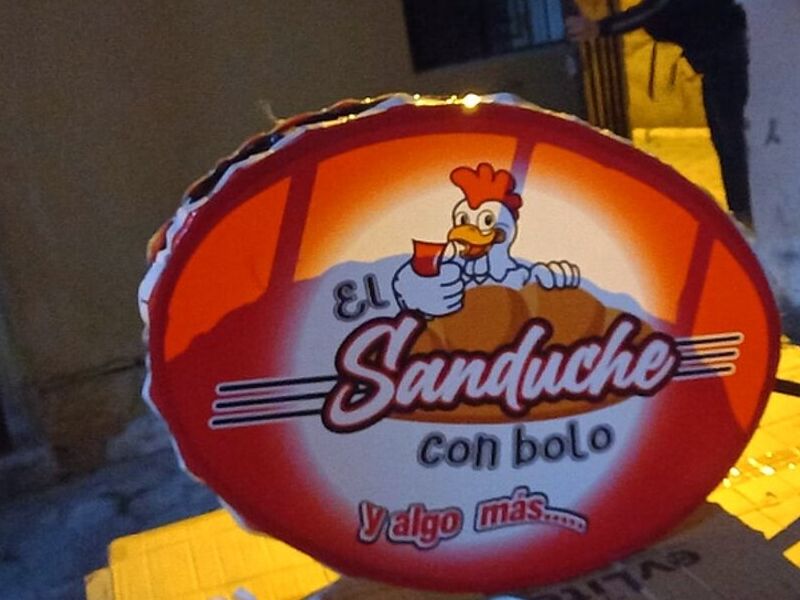 El
Sanduche
con bolo
y algo más.....